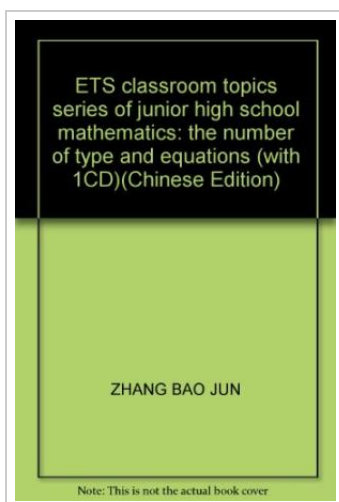 ETS classroom topics
series of junior high school
mathematics: the number
of type and equations (with
1CD)(Chinese Edition)
ZHANG BAO JUN
Note: This is not the actual book cover